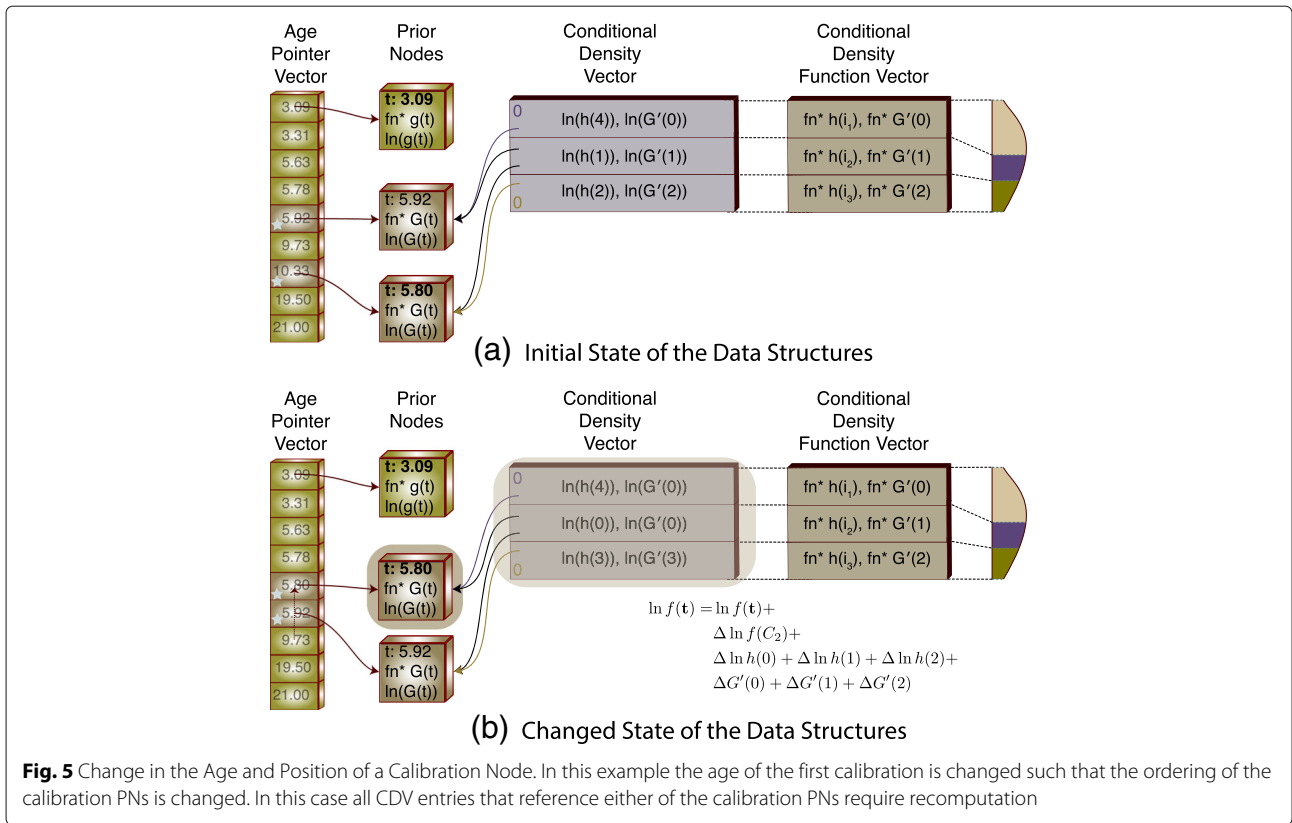 Age
Pointer
Vector
Prior
Nodes
Conditional
Density
Vector
Conditional
Density
Function Vector
3.09
3.31
5.63
5.78
5.92
9.73
10.33
19.50
21.00
t: 3.09
fn* g(t)
ln(g(t))
t: 5.92
fn* G(t)
ln(G(t))
t: 5.80
fn* G(t)
ln(G(t))
0
ln(h(4)), ln(G′(0))
ln(h(1)), ln(G′(1))
ln(h(2)), ln(G′(2))
0
fn* h(i₁), fn* G′(0)
fn* h(i₂), fn* G′(1)
fn* h(i₃), fn* G′(2)
(a) Initial State of the Data Structures
Age
Pointer
Vector
Prior
Nodes
Conditional
Density
Vector
Conditional
Density
Function Vector
3.09
3.31
5.63
5.78
5.80
5.92
9.73
19.50
21.00
t: 3.09
fn* g(t)
ln(g(t))
t: 5.80
fn* G(t)
ln(G(t))
t: 5.92
fn* G(t)
ln(G(t))
0
ln(h(4)), ln(G′(0))
ln(h(0)), ln(G′(0))
ln(h(3)), ln(G′(3))
0
fn* h(i₁), fn* G′(0)
fn* h(i₂), fn* G′(1)
fn* h(i₃), fn* G′(2)
ln f(t) = ln f(t)+
Δ ln f(C₂)+
Δ ln h(0) + Δ ln h(1) + Δ ln h(2)+
ΔG′(0) + ΔG′(1) + ΔG′(2)
(b) Changed State of the Data Structures
Fig. 5 Change in the Age and Position of a Calibration Node. In this example the age of the first calibration is changed such that the ordering of the
calibration PNs is changed. In this case all CDV entries that reference either of the calibration PNs require recomputation